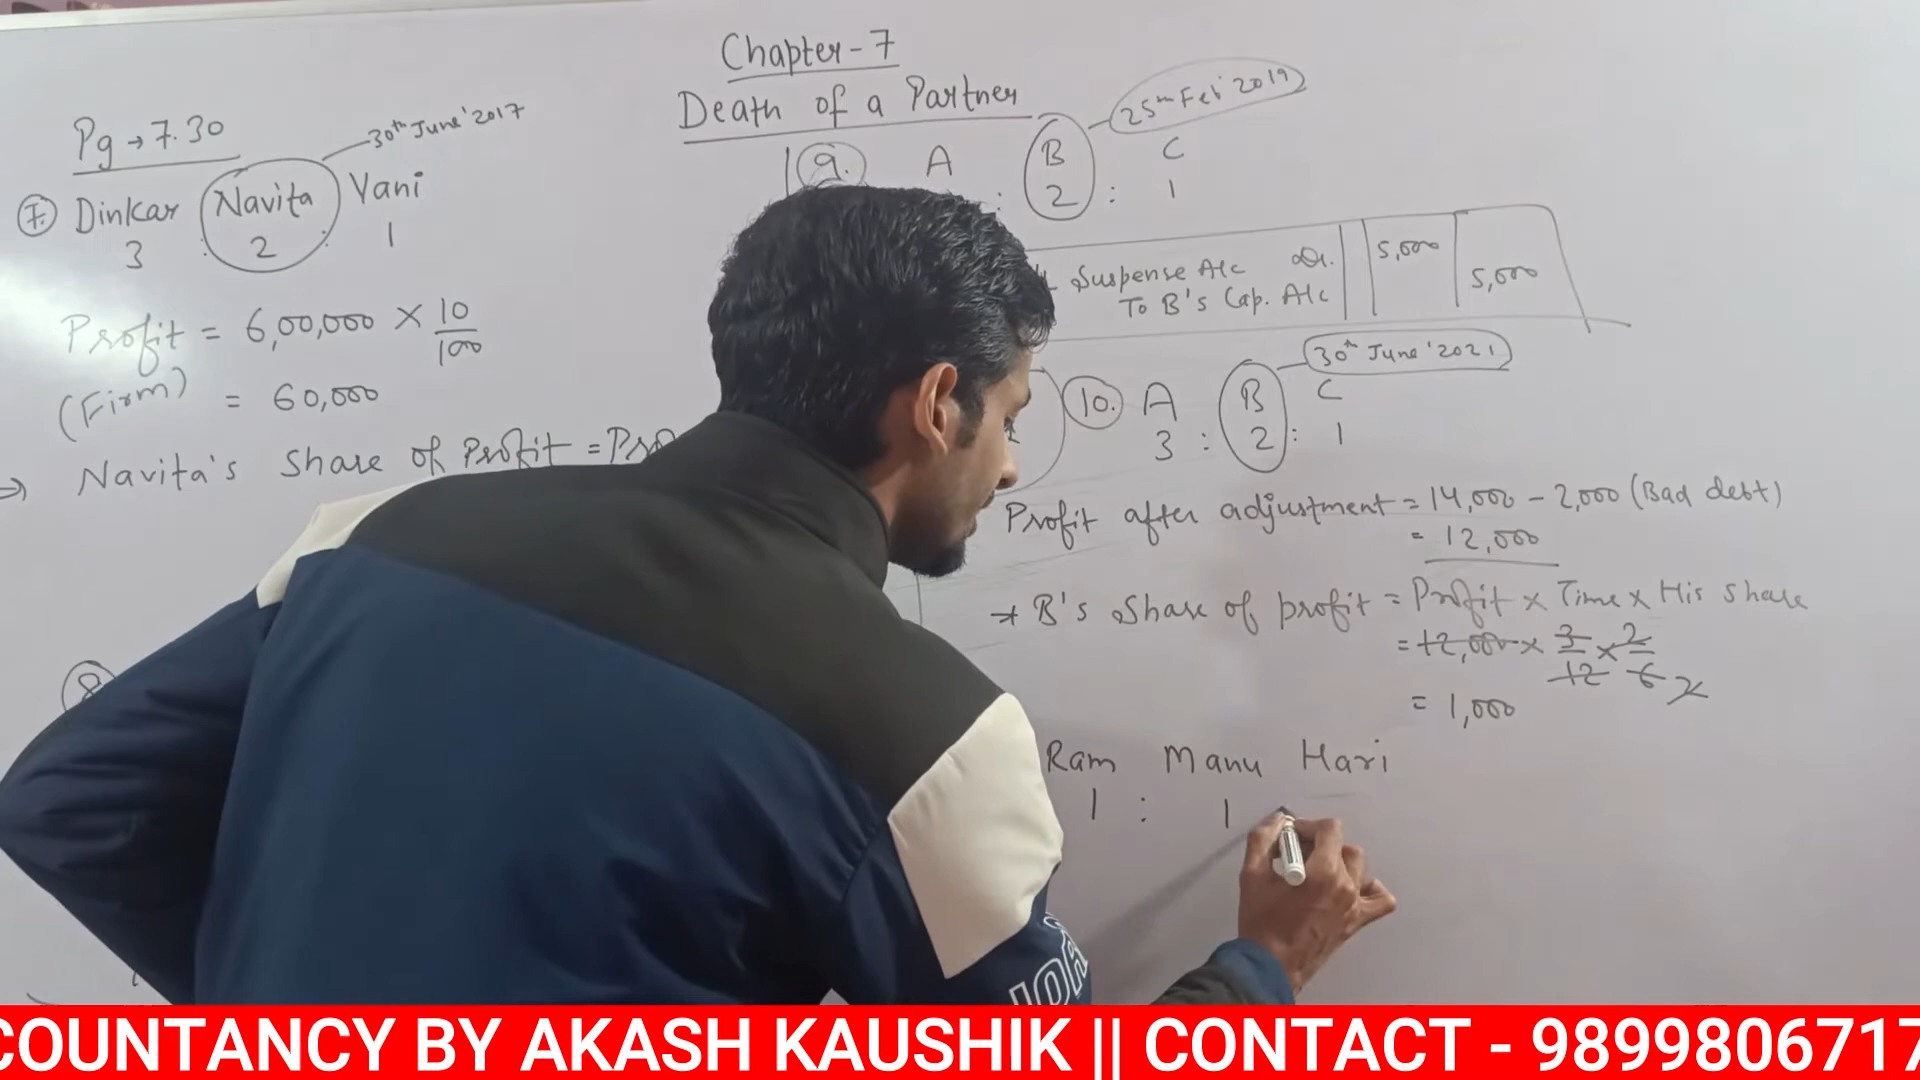 Chapter-7
Death of a Partner
Pg → 7.30
30th June'2017
7. Dinkar Navita Vani
3 : 2 : 1
Profit = 6,00,000 × 10/100
(Firm) = 60,000
⇒ Navita's Share of Profit =
8
25th Feb 2019
9. A B C
: 2 : 1
Suspense A/c Dr. 5,000
To B's Cap. A/c 5,000
30th June'2021
10. A B C
3 : 2 : 1
Profit after adjustment = 14,000 - 2,000 (Bad debt)
= 12,000
B's Share of profit = Profit × Time × His share
= 12,000 × 3/12 × 2/6
= 1,000
Ram Manu Hari
1 : 1
COUNTANCY BY AKASH KAUSHIK || CONTACT - 9899806717